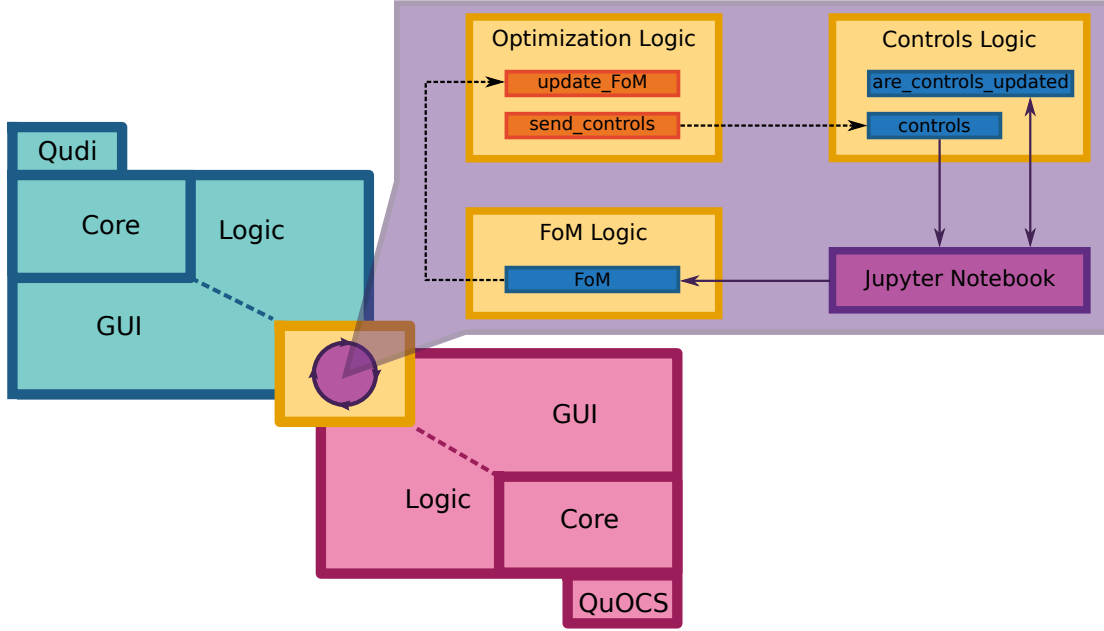 Optimization Logic
update_FoM
send_controls
Controls Logic
are_controls_updated
controls
FoM Logic
FoM
Jupyter Notebook
Qudi
Core
Logic
GUI
GUI
Logic
Core
QuOCS